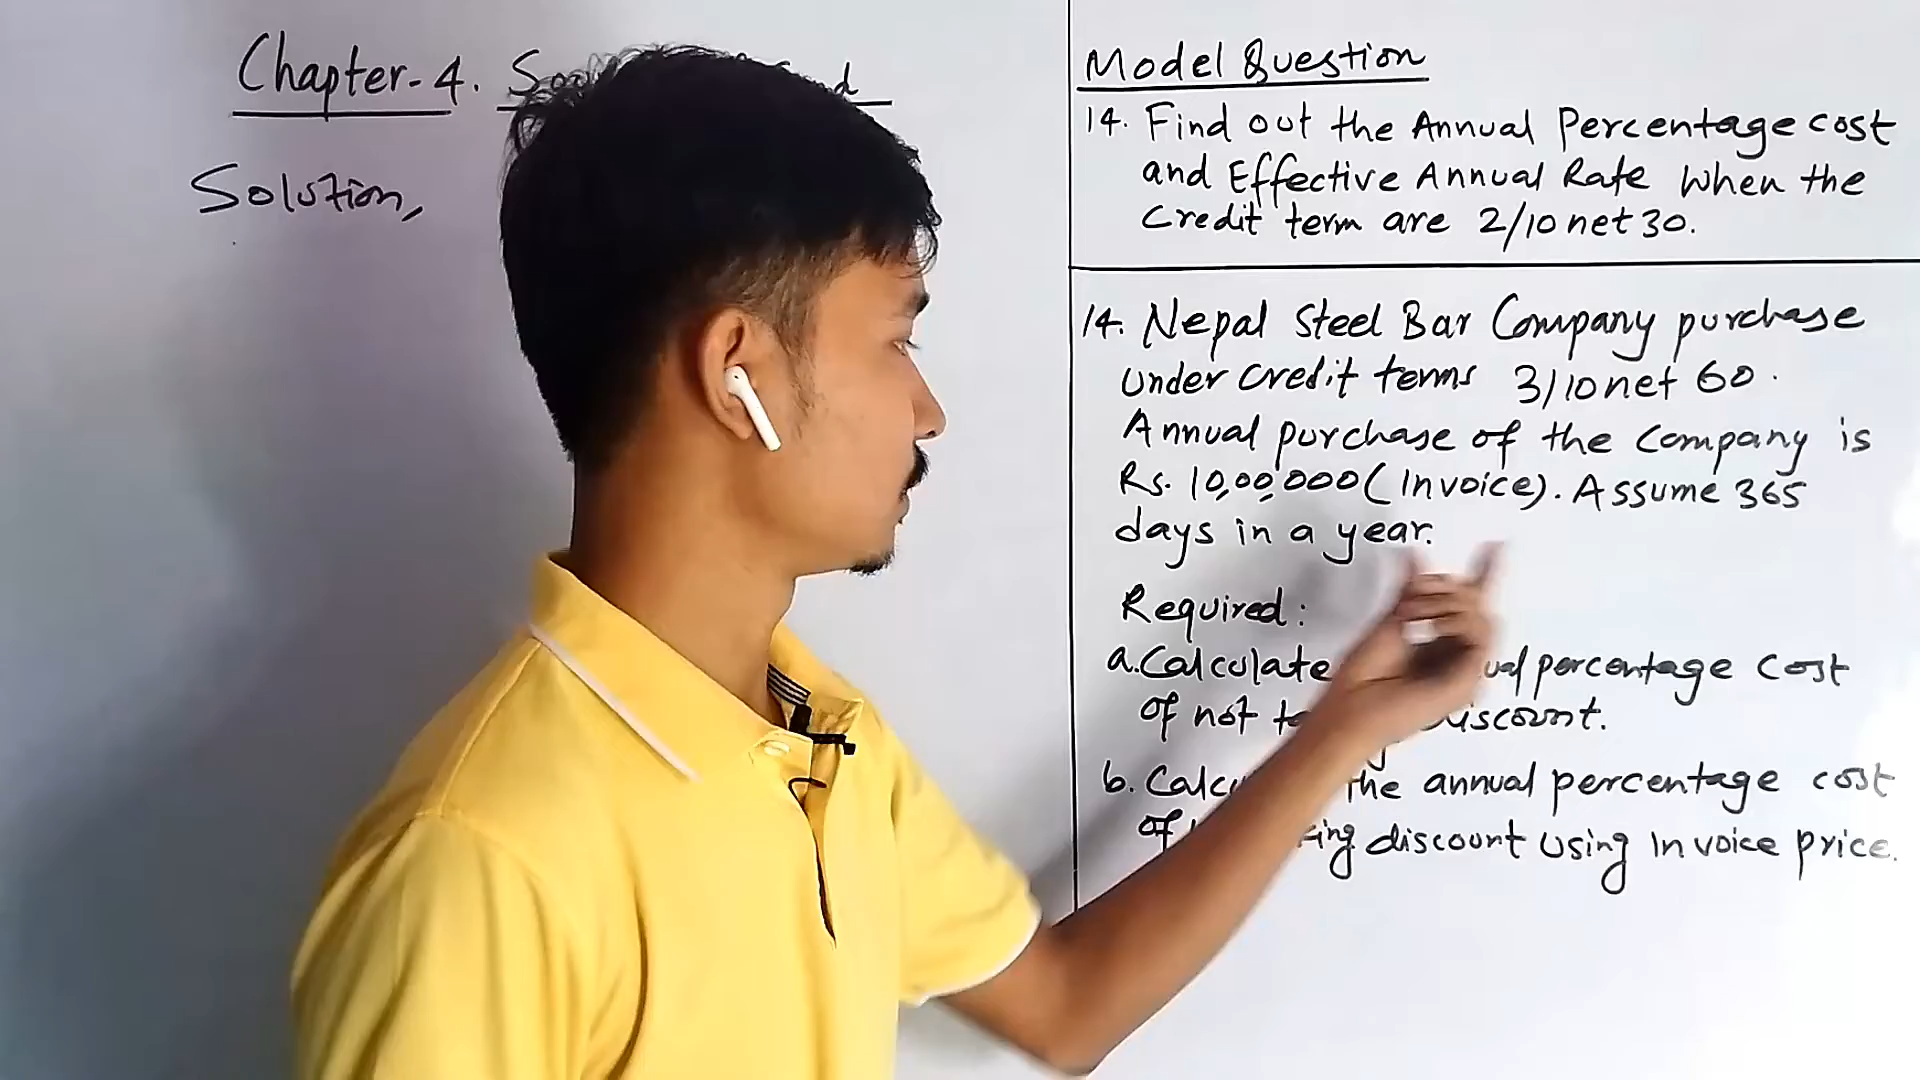 Chapter-4.
Solution,
Model Question
14. Find out the Annual Percentage cost
and Effective Annual Rate when the
credit term are 2/10 net 30.
14. Nepal Steel Bar Company purchase
under credit terms 3/10 net 60.
Annual purchase of the company is
Rs. 10,00,000 (Invoice). Assume 365
days in a year.
Required:
a. Calculate percentage cost
of not discount.
b. the annual percentage cost
of discount using Invoice price.